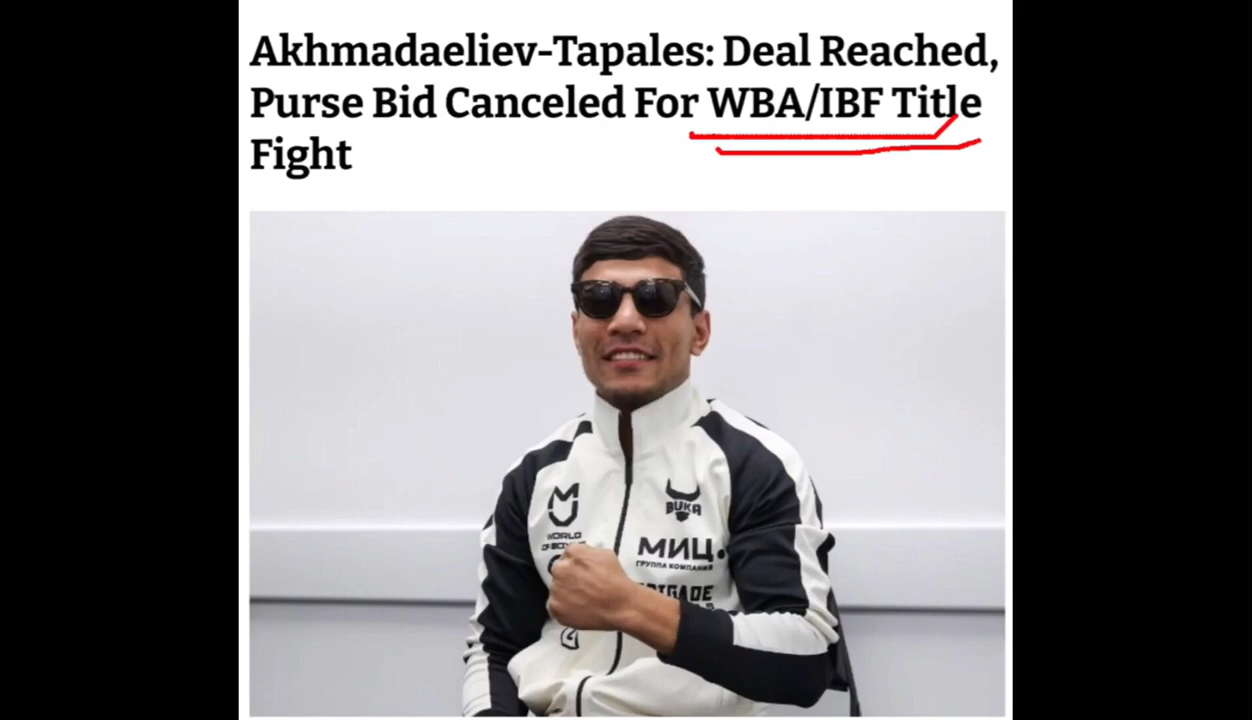 Akhmadaeliev-Tapales: Deal Reached,
Purse Bid Canceled For WBA/IBF Title
Fight
BUKA
WORLD
МИЦ
ГРУППА КОМПАНИЙ